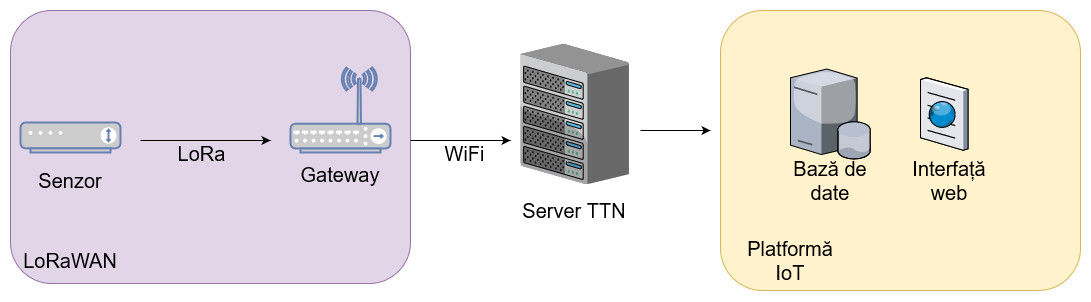 Senzor
LoRa
Gateway
LoRaWAN
WiFi
Server TTN
Bază de
date
Interfață
web
Platformă
IoT